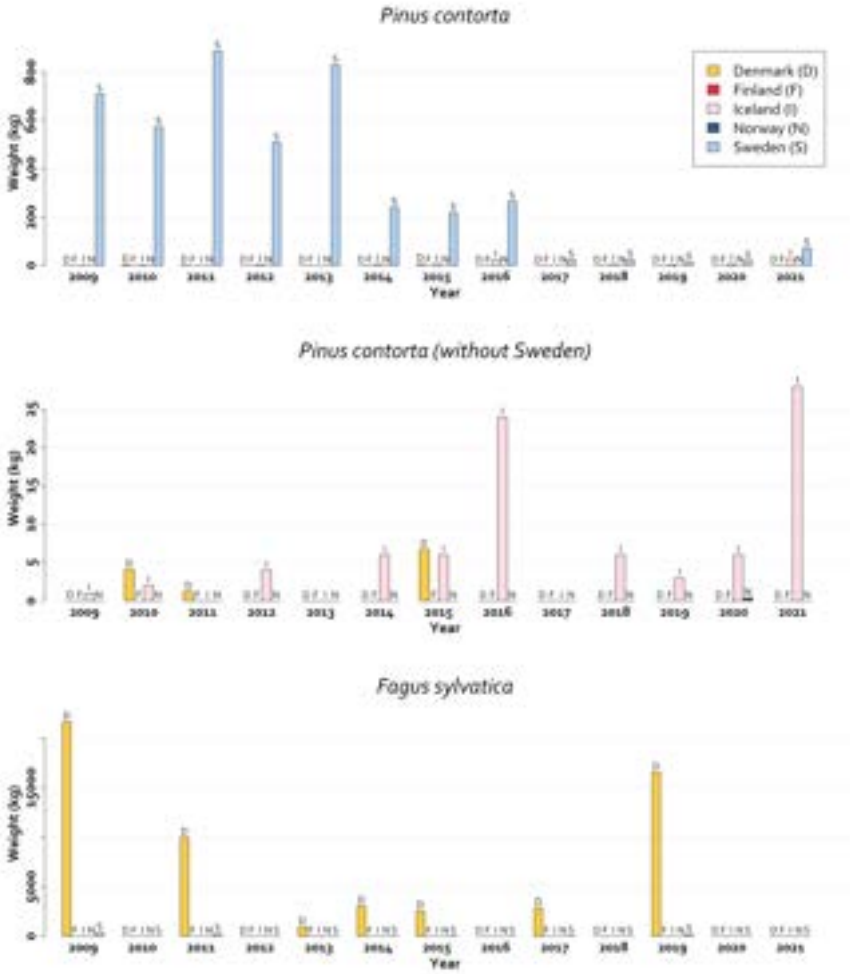 Pinus contorta
Weight (kg)
800
600
400
200
0
Denmark (D)
Finland (F)
Iceland (I)
Norway (N)
Sweden (S)
S S S S S S S S S S S S S
D F I N D F I N D F I N D F I N D F I N D F I N D F I N D F I N D F I N D F I N D F I N D F I N D F I N
2009 2010 2011 2012 2013 2014 2015 2016 2017 2018 2019 2020 2021
Year
Pinus contorta (without Sweden)
Weight (kg)
25
20
15
10
5
0
D F I N D F I N D F I N D F I N D F I N D F I N D F I N D F I N D F I N D F I N D F I N D F I N D F I N
2009 2010 2011 2012 2013 2014 2015 2016 2017 2018 2019 2020 2021
Year
Fagus sylvatica
Weight (kg)
15000
5000
0
D F I N S D F I N S D F I N S D F I N S D F I N S D F I N S D F I N S D F I N S D F I N S D F I N S D F I N S D F I N S D F I N S
2009 2010 2011 2012 2013 2014 2015 2016 2017 2018 2019 2020 2021
Year